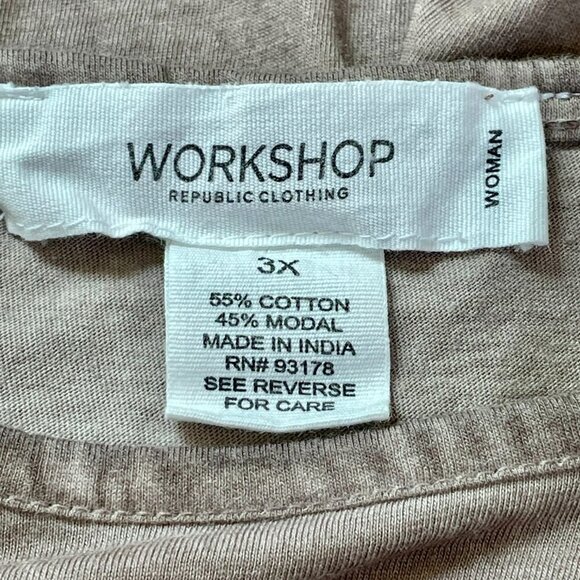 WORKSHOP
REPUBLIC CLOTHING
WOMAN
3X
55% COTTON
45% MODAL
MADE IN INDIA
RN# 93178
SEE REVERSE
FOR CARE